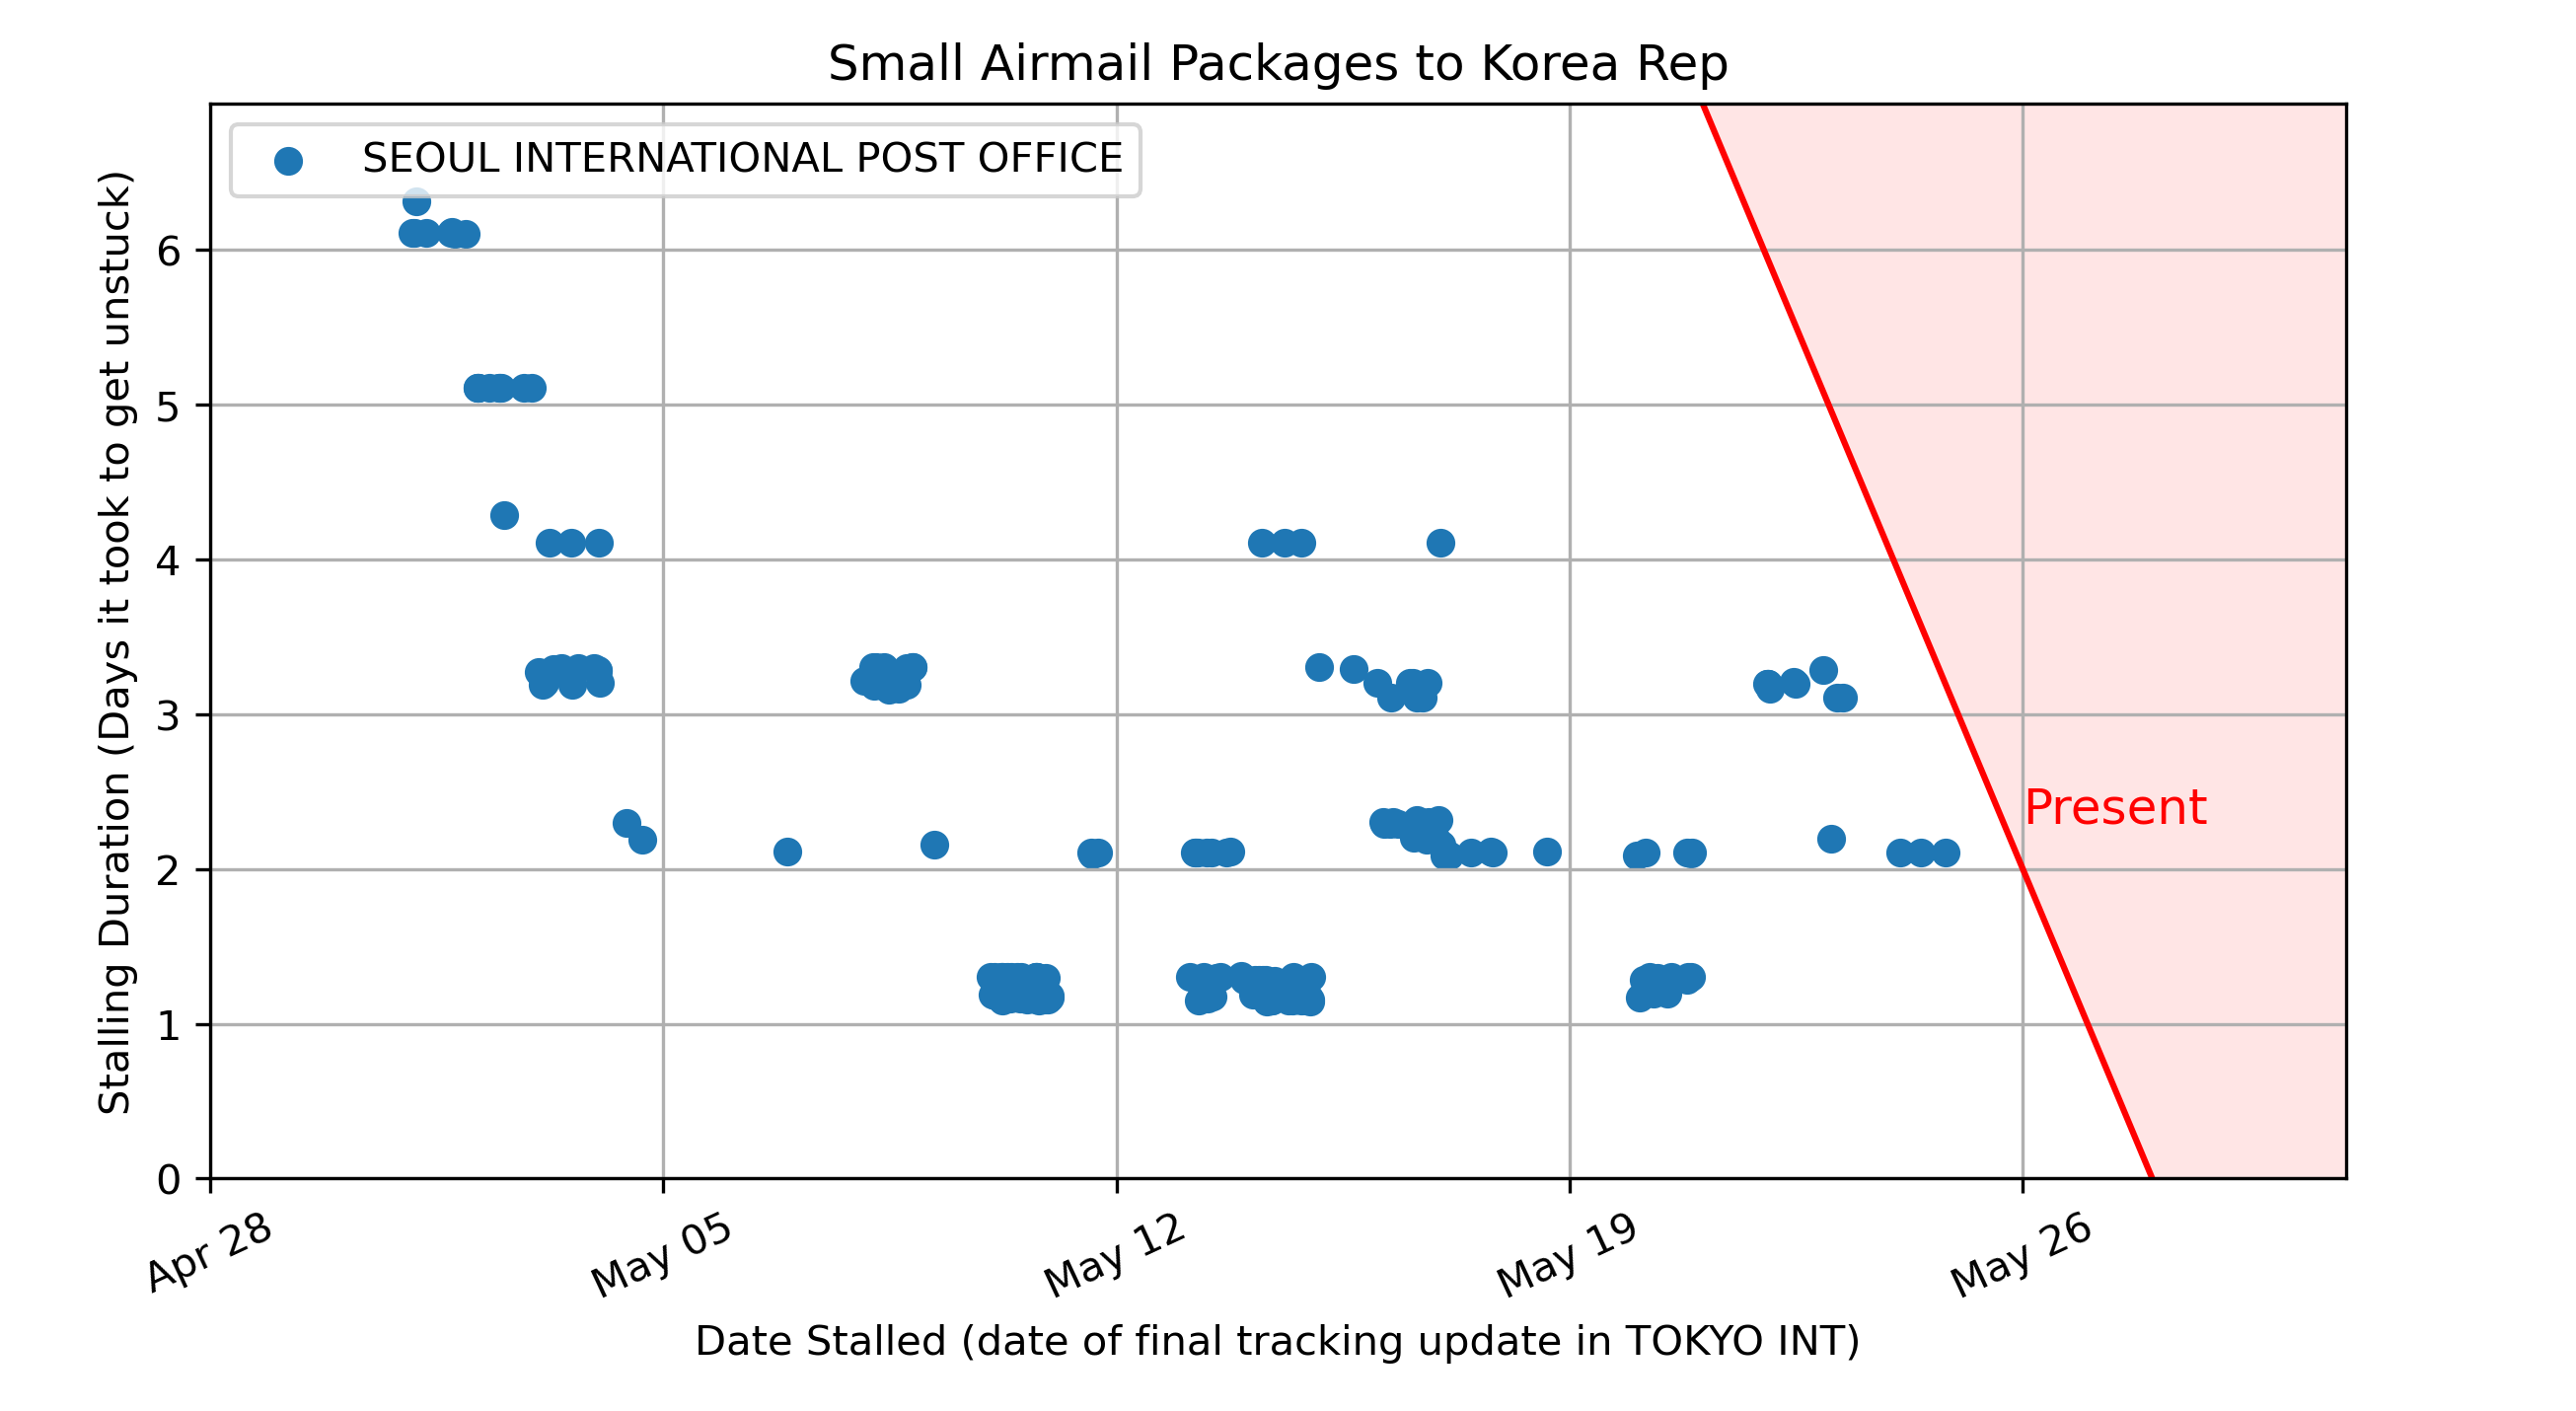 Small Airmail Packages to Korea Rep
SEOUL INTERNATIONAL POST OFFICE
Stalling Duration (Days it took to get unstuck)
6
5
4
3
2
1
0
Present
Apr 28
May 05
May 12
May 19
May 26
Date Stalled (date of final tracking update in TOKYO INT)